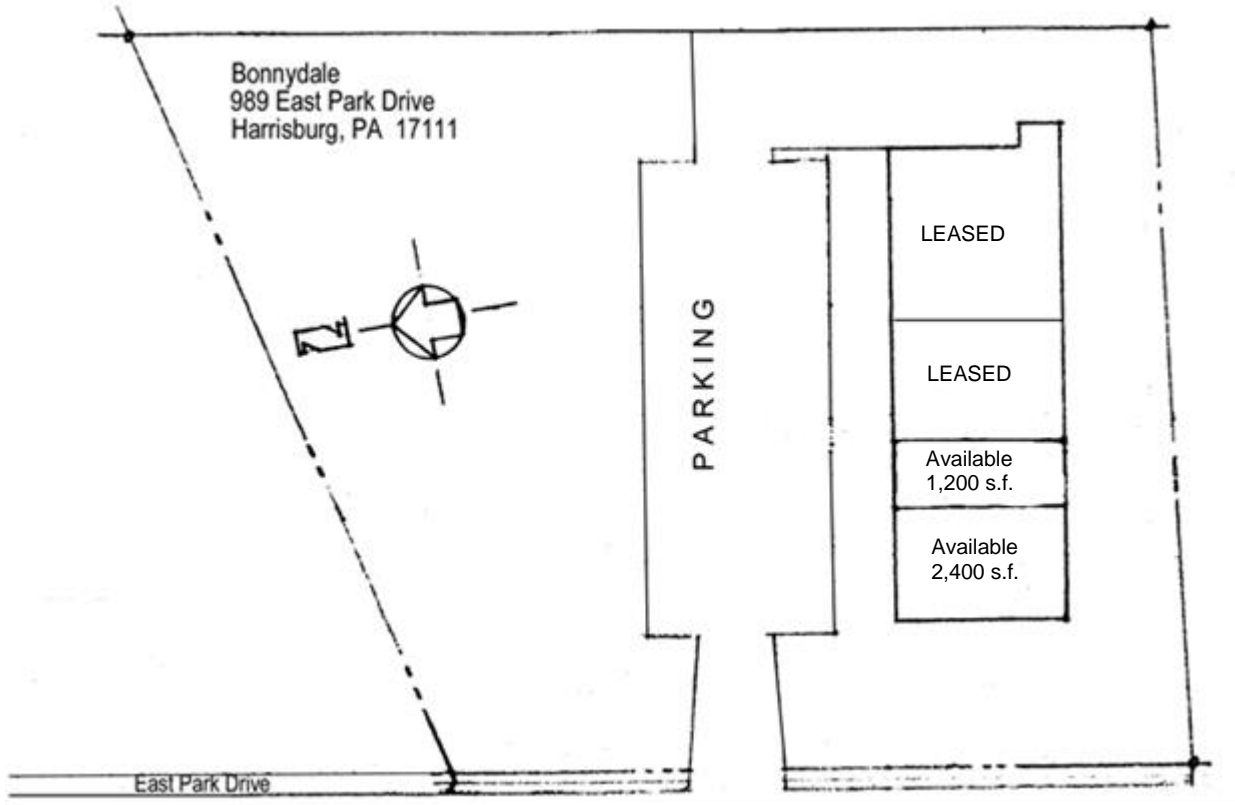 Bonnydale
989 East Park Drive
Harrisburg, PA 17111
LEASED
N
PARKING
LEASED
Available
1,200 s.f.
Available
2,400 s.f.
East Park Drive